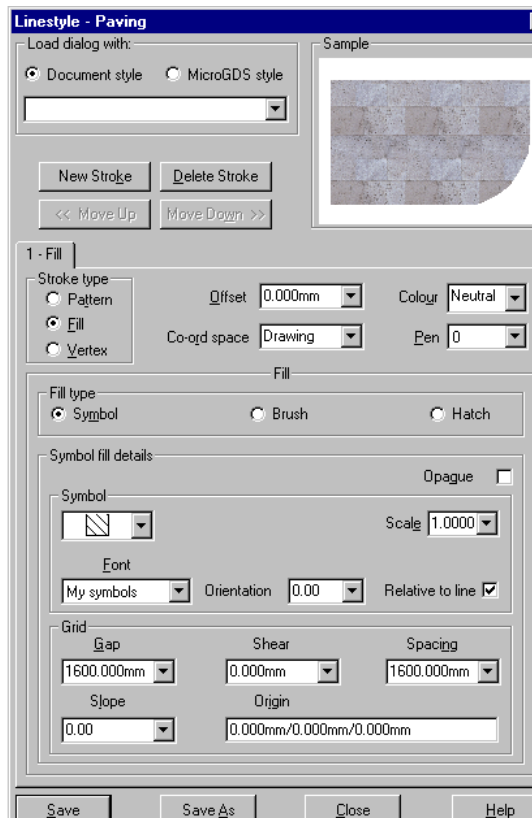 Linestyle - Paving
Load dialog with:
Document style MicroGDS style
Sample
New Stroke Delete Stroke
<< Move Up Move Down >>
1 - Fill
Stroke type
Pattern
Fill
Vertex
Offset 0.000mm Colour Neutral
Co-ord space Drawing Pen 0
Fill
Fill type
Symbol Brush Hatch
Symbol fill details
Opague
Symbol
Scale 1.0000
Font
My symbols Orientation 0.00 Relative to line
Grid
Gap Shear Spacing
1600.000mm 0.000mm 1600.000mm
Slope Origin
0.00 0.000mm/0.000mm/0.000mm
Save Save As Close Help